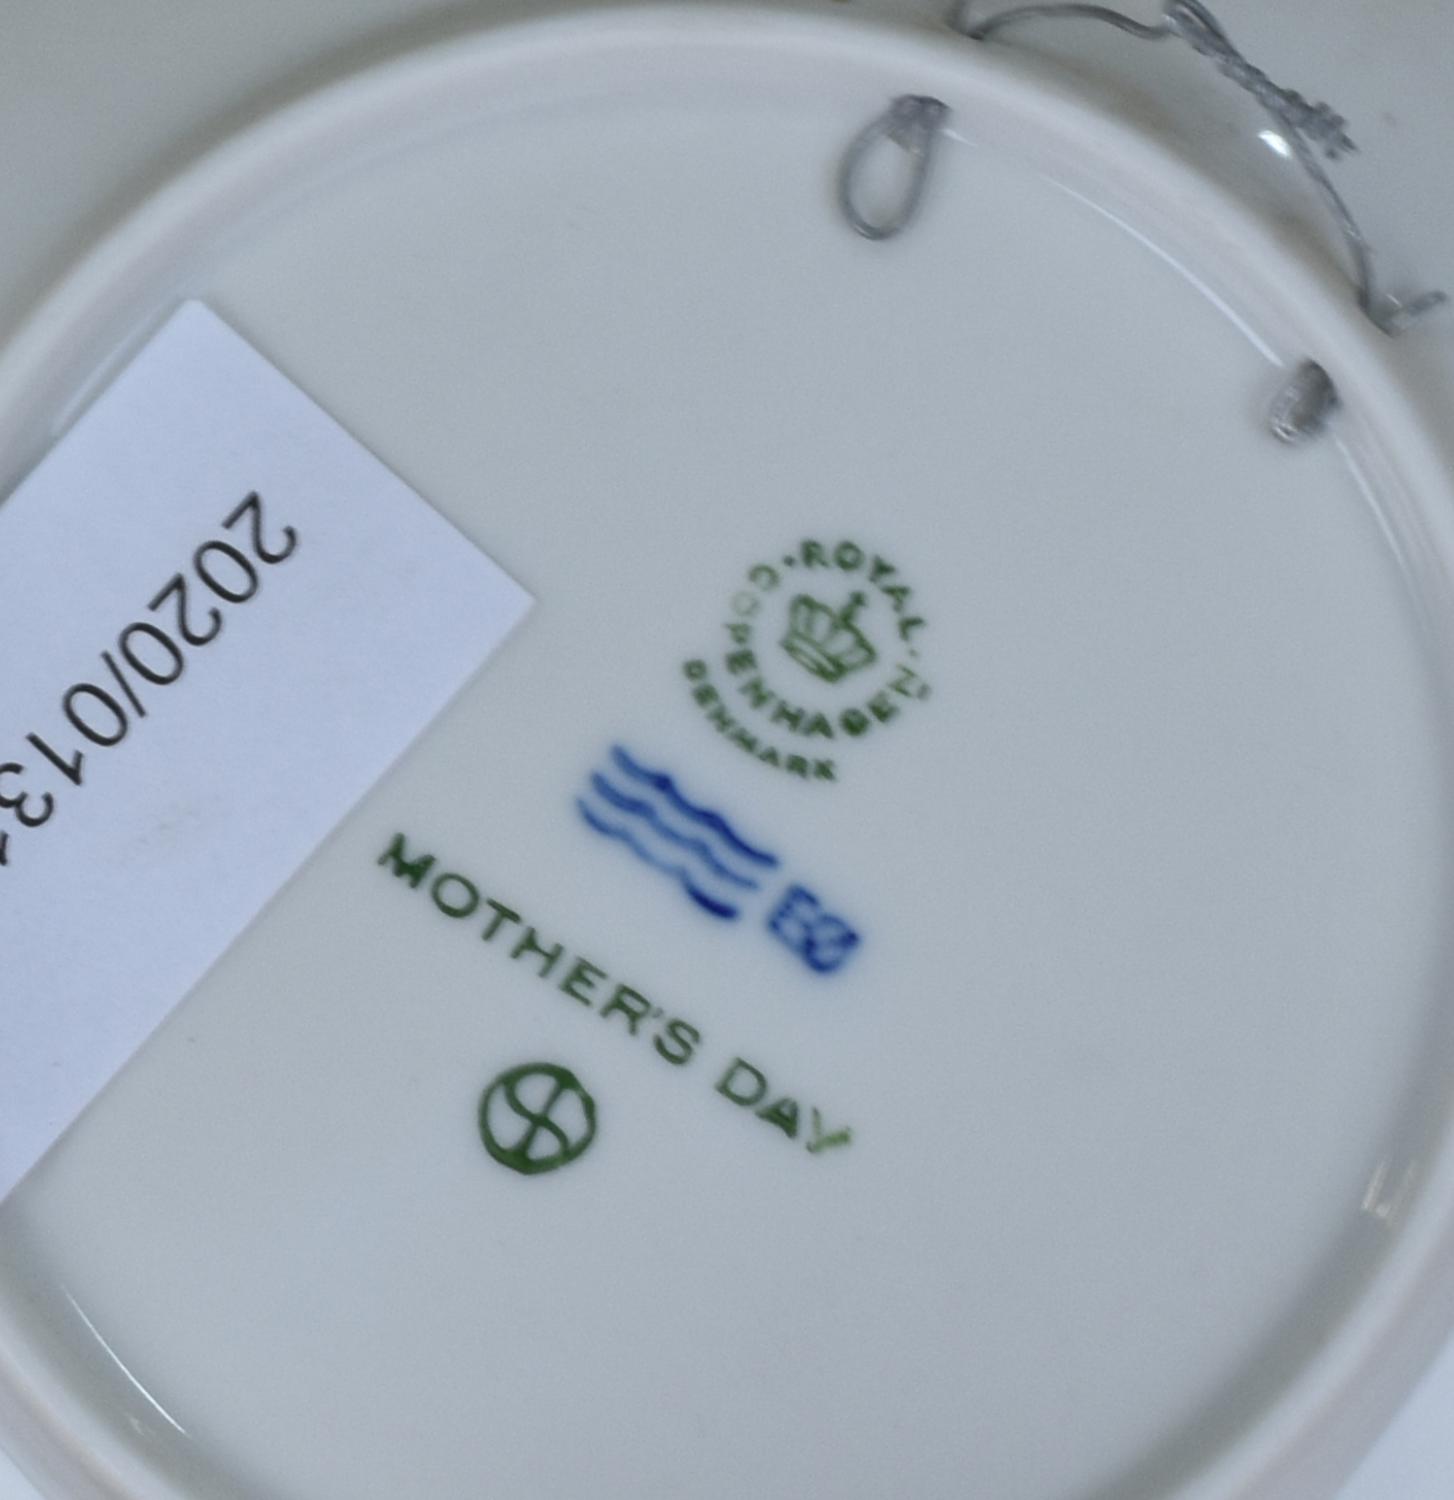 ROYAL
COPENHAGEN
DENMARK
MOTHER'S DAY
2020/013